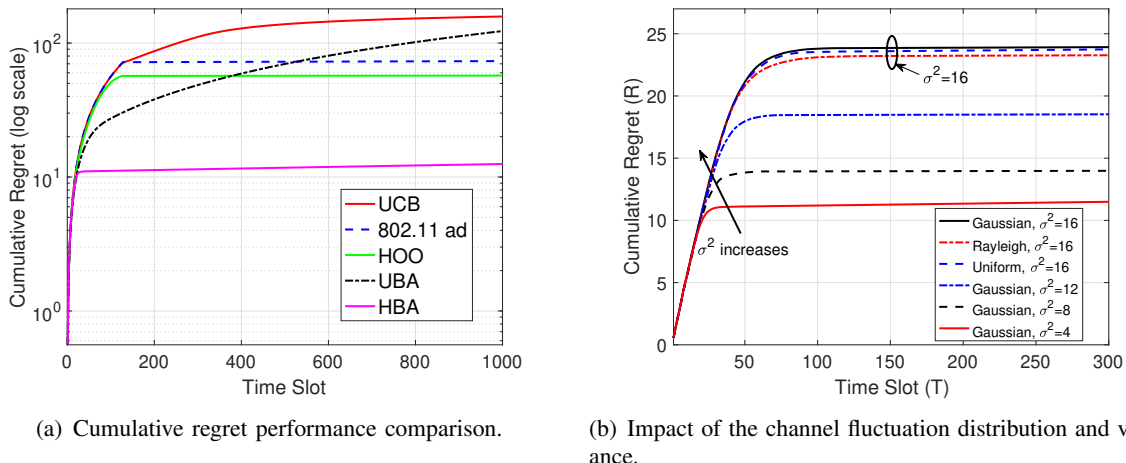 10²
10¹
10⁰
Cumulative Regret (log scale)
UCB
802.11 ad
HOO
UBA
HBA
0 200 400 600 800 1000
Time Slot
(a) Cumulative regret performance comparison.
25
20
15
10
5
0
Cumulative Regret (R)
σ²=16
σ² increases
Gaussian, σ²=16
Rayleigh, σ²=16
Uniform, σ²=16
Gaussian, σ²=12
Gaussian, σ²=8
Gaussian, σ²=4
50 100 150 200 250 300
Time Slot (T)
(b) Impact of the channel fluctuation distribution and v
ance.